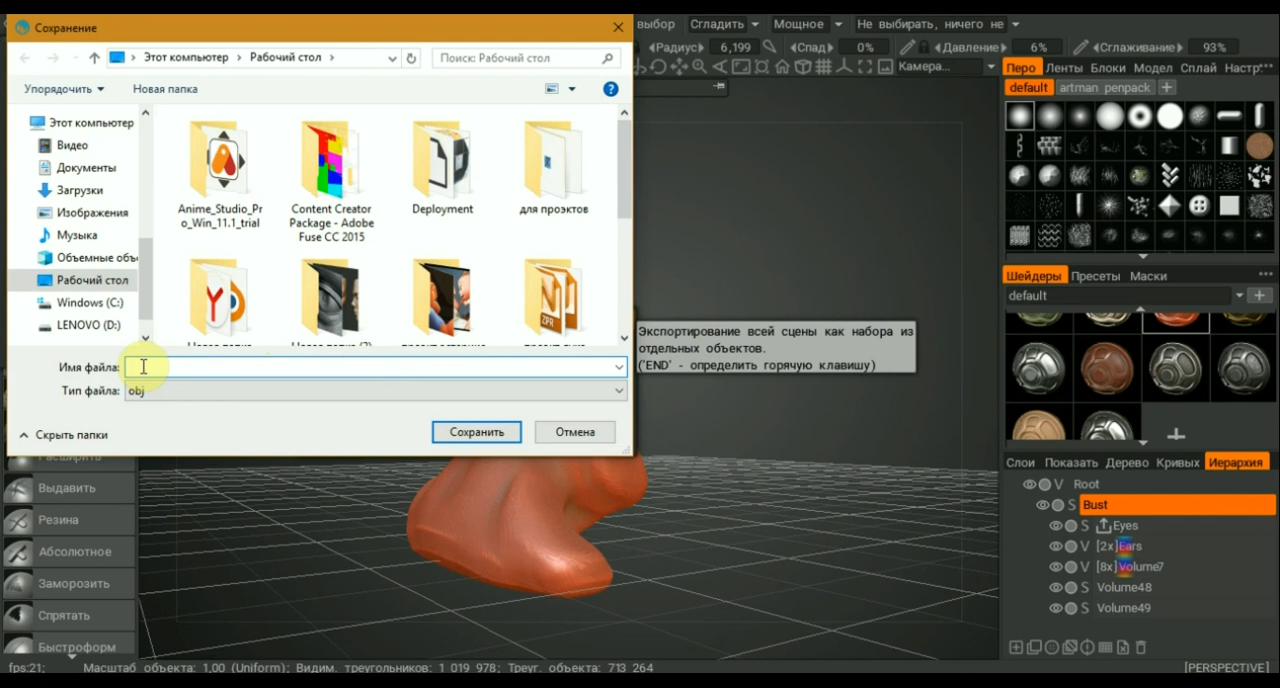 Сохранение
Этот компьютер
Рабочий стол
Поиск: Рабочий стол
Упорядочить
Новая папка
Этот компьютер
Видео
Документы
Загрузки
Изображения
Музыка
Объемные объ
Рабочий стол
Windows (C:)
LENOVO (D:)
Anime_Studio_Pr
o_Win_11.1_trial
Content Creator
Package - Adobe
Fuse CC 2015
Deployment
для проэктов
Имя файла:
Тип файла:
obj
Скрыть папки
Сохранить
Отмена
выбор
Сгладить
Мощное
Не выбирать, ничего не
Радиус
6,199
Спад
0%
Давление
6%
Сглаживание
93%
Камера...
Перо Ленты Блоки Модел Сплай Настр
default artman penpack
Экспортирование всей сцены как набора из
отдельных объектов.
('END' - определить горячую клавишу)
Шейдеры Пресеты Маски
default
Слои Показать Дерево Кривых Иерархия
V Root
S Bust
S Eyes
V [2x]Ears
V [8x]Volume7
S Volume48
S Volume49
Расширить
Выдавить
Резина
Абсолютное
Заморозить
Спрятать
Быстроформ
fps:21;
Масштаб объекта: 1,00 (Uniform); Видим. треугольников: 1 019 978; Треуг. объекта: 713 264
[PERSPECTIVE]